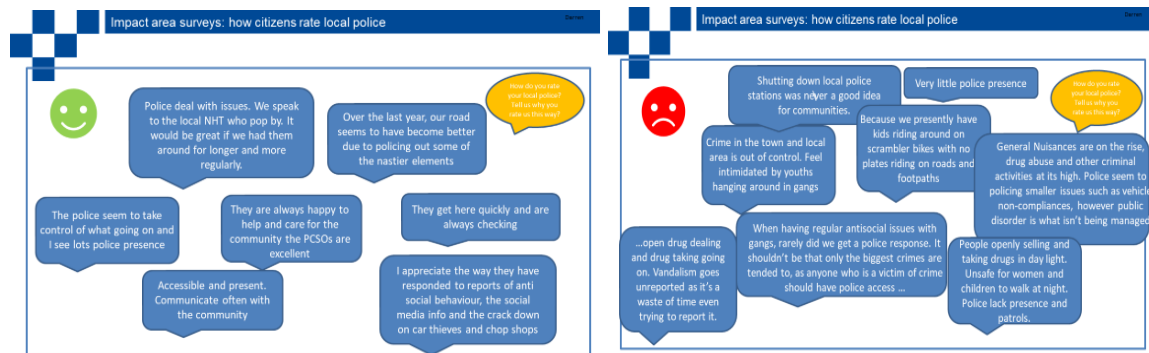 Impact area surveys: how citizens rate local police
Darren
How do you rate
your local police?
Tell us why you
rate us this way?
Police deal with issues. We speak
to the local NHT who pop by. It
would be great if we had them
around for longer and more
regularly.
Over the last year, our road
seems to have become better
due to policing out some of
the nastier elements
The police seem to take
control of what going on and
I see lots police presence
They are always happy to
help and care for the
community the PCSOs are
excellent
They get here quickly and are
always checking
Accessible and present.
Communicate often with
the community
I appreciate the way they have
responded to reports of anti
social behaviour, the social
media info and the crack down
on car thieves and chop shops
Impact area surveys: how citizens rate local police
Darren
Shutting down local police
stations was never a good idea
for communities.
Very little police presence
How do you rate
your local police?
Tell us why you
rate us this way?
Crime in the town and local
area is out of control. Feel
intimidated by youths
hanging around in gangs
Because we presently have
kids riding around on
scrambler bikes with no
plates riding on roads and
footpaths
General Nuisances are on the rise,
drug abuse and other criminal
activities at its high. Police seem to
policing smaller issues such as vehicle
non-compliances, however public
disorder is what isn't being managed
...open drug dealing
and drug taking going
on. Vandalism goes
unreported as it's a
waste of time even
trying to report it.
When having regular antisocial issues with
gangs, rarely did we get a police response. It
shouldn't be that only the biggest crimes are
tended to, as anyone who is a victim of crime
should have police access ...
People openly selling and
taking drugs in day light.
Unsafe for women and
children to walk at night.
Police lack presence and
patrols.